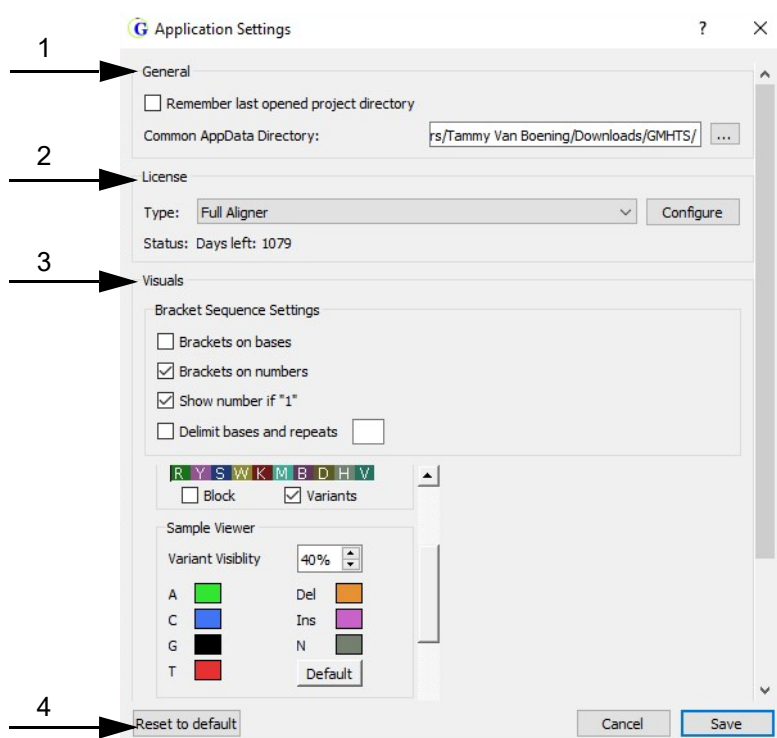 G Application Settings ? ×
1
General
Remember last opened project directory
Common AppData Directory: rs/Tammy Van Boening/Downloads/GMHTS/ ...
2
License
Type: Full Aligner Configure
Status: Days left: 1079
3
Visuals
Bracket Sequence Settings
Brackets on bases
Brackets on numbers
Show number if "1"
Delimit bases and repeats
R Y S W K M B D H V
Block Variants
Sample Viewer
Variant Visiblity 40%
A Del
C Ins
G N
T Default
4
Reset to default Cancel Save